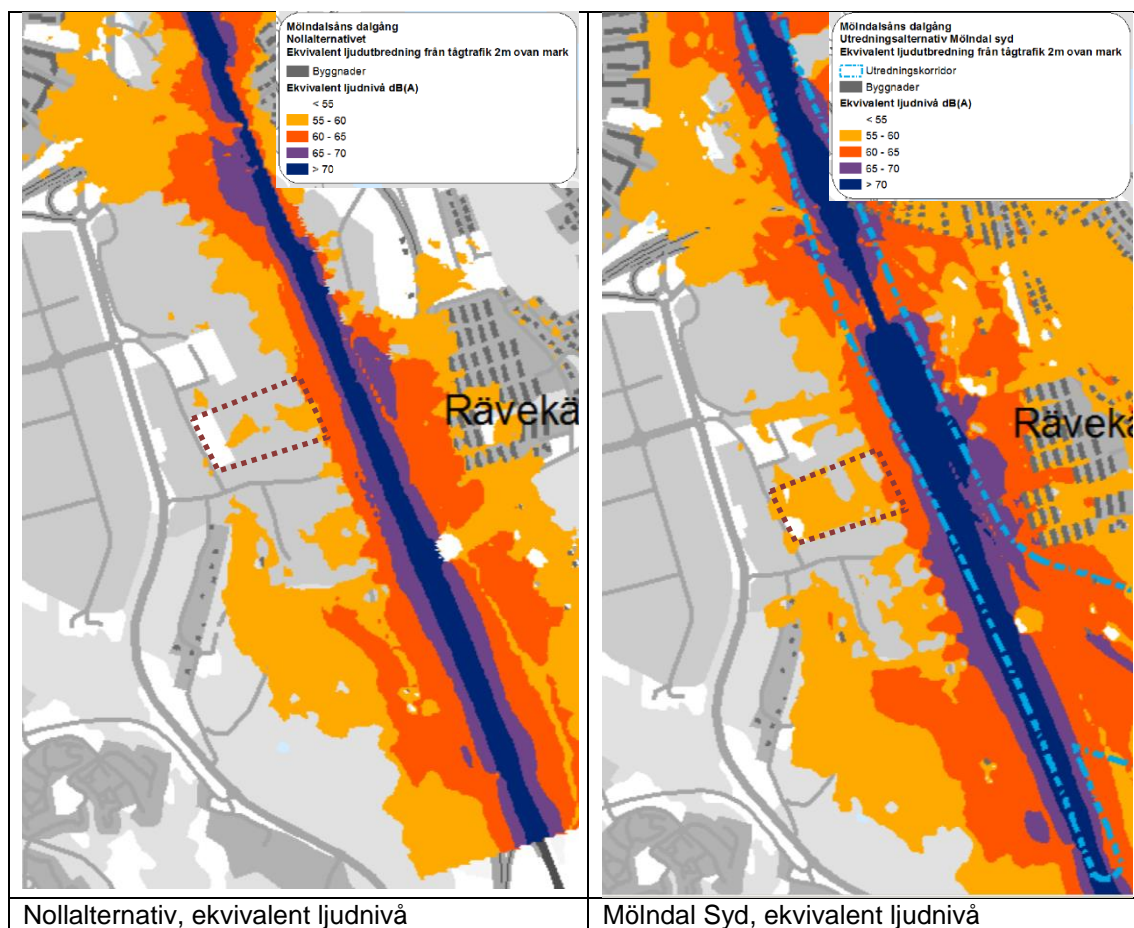 Mölndalsåns dalgång
Nollalternativet
Ekvivalent ljudutbredning från tågtrafik 2m ovan mark
Byggnader
Ekvivalent ljudnivå dB(A)
< 55
55 - 60
60 - 65
65 - 70
> 70
Räveka
Nollalternativ, ekvivalent ljudnivå
Mölndalsåns dalgång
Utredningsalternativ Mölndal syd
Ekvivalent ljudutbredning från tågtrafik 2m ovan mark
Utredningskorridor
Byggnader
Ekvivalent ljudnivå dB(A)
< 55
55 - 60
60 - 65
65 - 70
> 70
Räveka
Mölndal Syd, ekvivalent ljudnivå